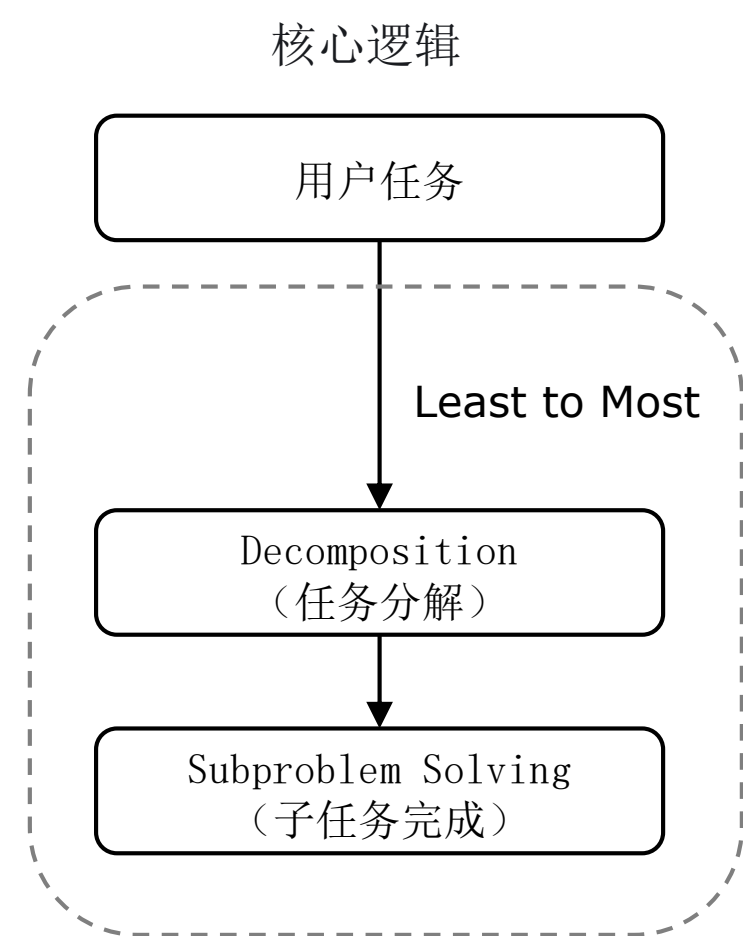 核心逻辑
用户任务
Least to Most
Decomposition
（任务分解）
Subproblem Solving
（子任务完成）